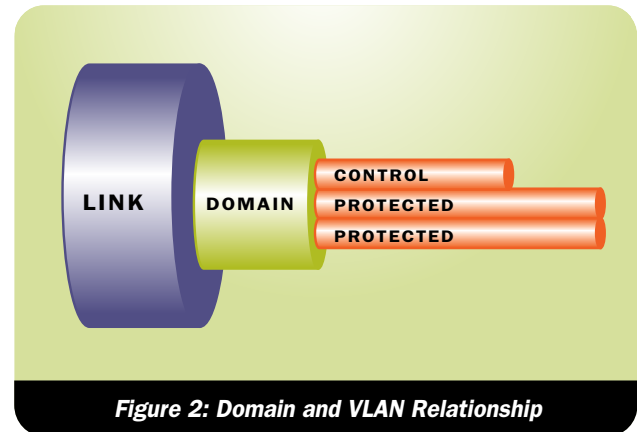 LINK
DOMAIN
CONTROL
PROTECTED
PROTECTED
Figure 2: Domain and VLAN Relationship